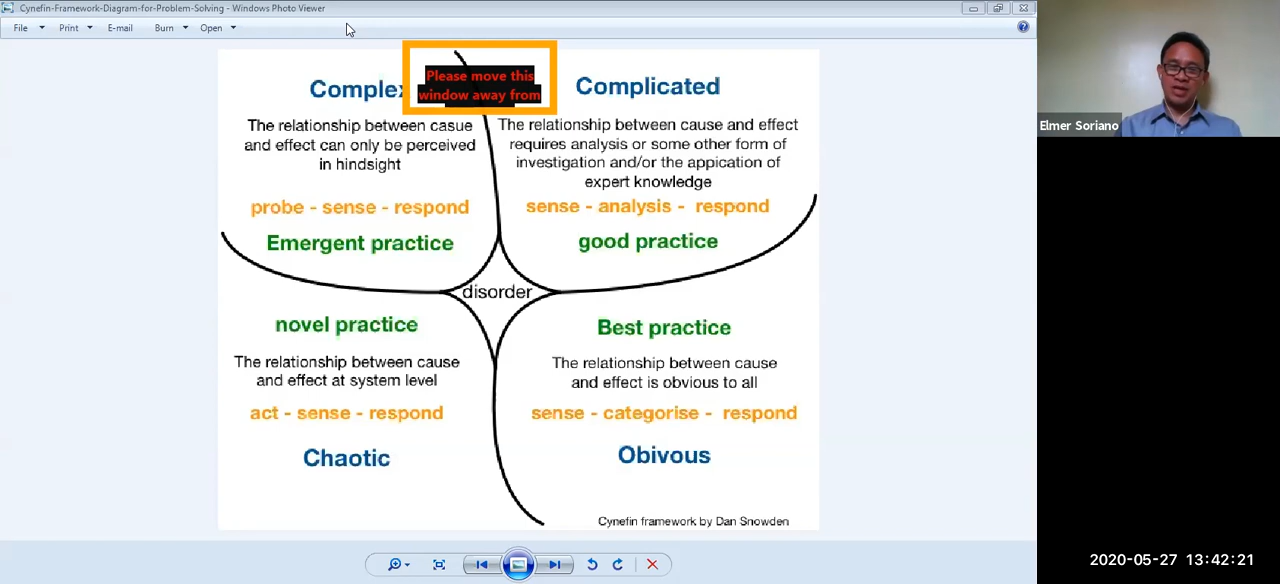 Cynefin-Framework-Diagram-for-Problem-Solving - Windows Photo Viewer
File Print E-mail Burn Open
Complex
The relationship between casue
and effect can only be perceived
in hindsight
probe - sense - respond
Emergent practice
Please move this
window away from
Complicated
The relationship between cause and effect
requires analysis or some other form of
investigation and/or the appication of
expert knowledge
sense - analysis - respond
good practice
disorder
novel practice
The relationship between cause
and effect at system level
act - sense - respond
Chaotic
Best practice
The relationship between cause
and effect is obvious to all
sense - categorise - respond
Obivous
Cynefin framework by Dan Snowden
Elmer Soriano
2020-05-27 13:42:21